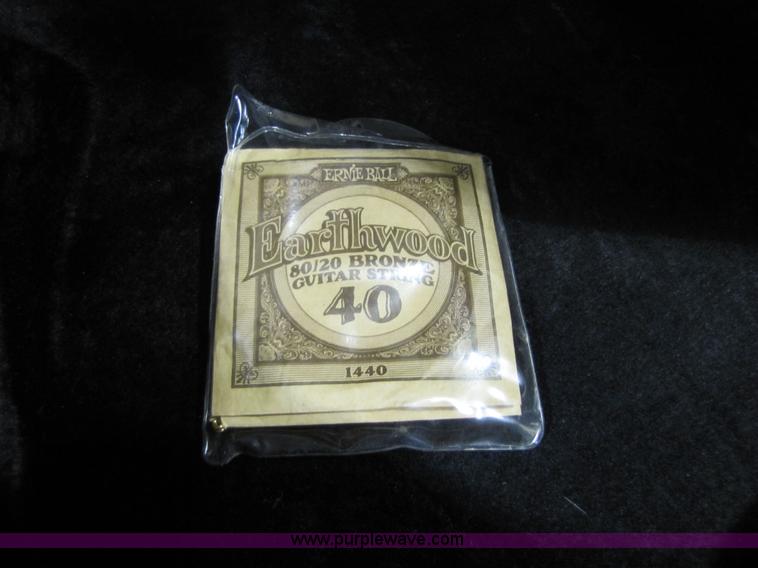 ERNIE BALL
Earthwood
80/20 BRONZE
GUITAR STRING
40
1440
www.purplewave.com